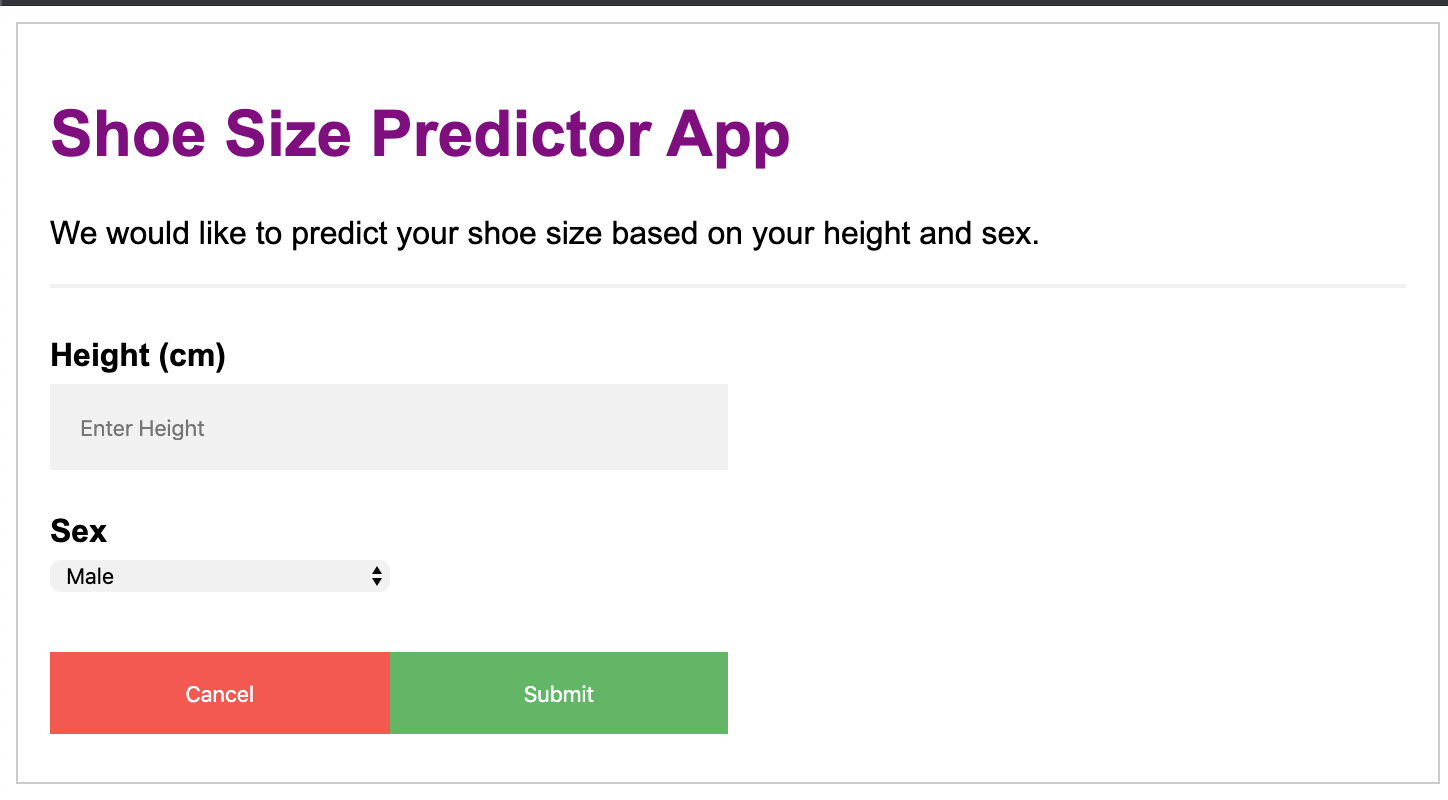 Shoe Size Predictor App
We would like to predict your shoe size based on your height and sex.
Height (cm)
Enter Height
Sex
Male
Cancel
Submit